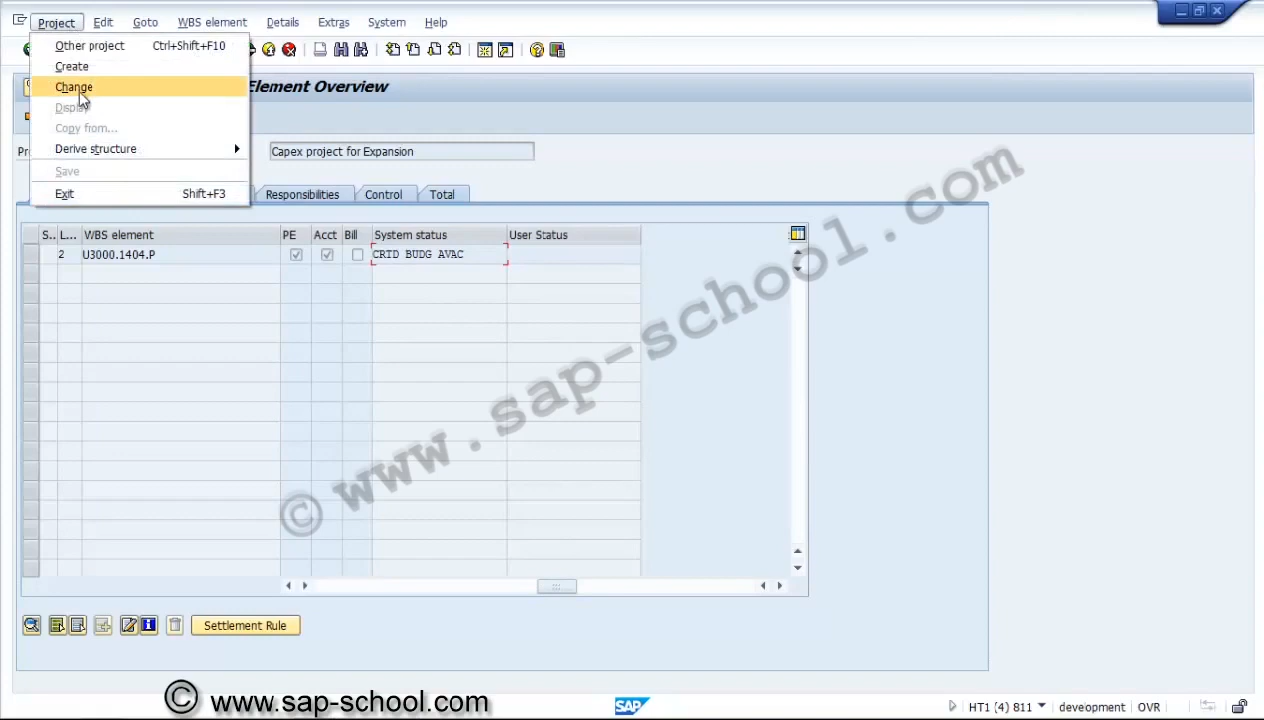 Project Edit Goto WBS element Details Extras System Help
Other project Ctrl+Shift+F10
Create
Change
Display
Copy from...
Derive structure
Save
Exit Shift+F3
Element Overview
Capex project for Expansion
Responsibilities Control Total
S.. L... WBS element PE Acct Bill System status User Status
2 U3000.1404.P CRTD BUDG AVAC
Settlement Rule
© www.sap-school.com
© www.sap-school.com
SAP
HT1 (4) 811 development OVR